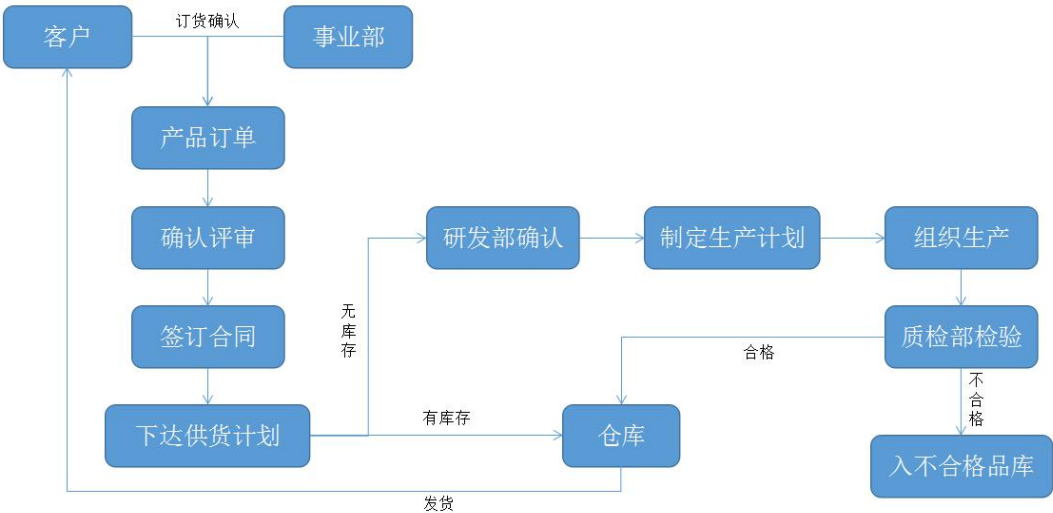 客户
订货确认
事业部
产品订单
确认评审
签订合同
下达供货计划
无
库
存
有库存
研发部确认
制定生产计划
组织生产
质检部检验
合格
不
合
格
仓库
入不合格品库
发货